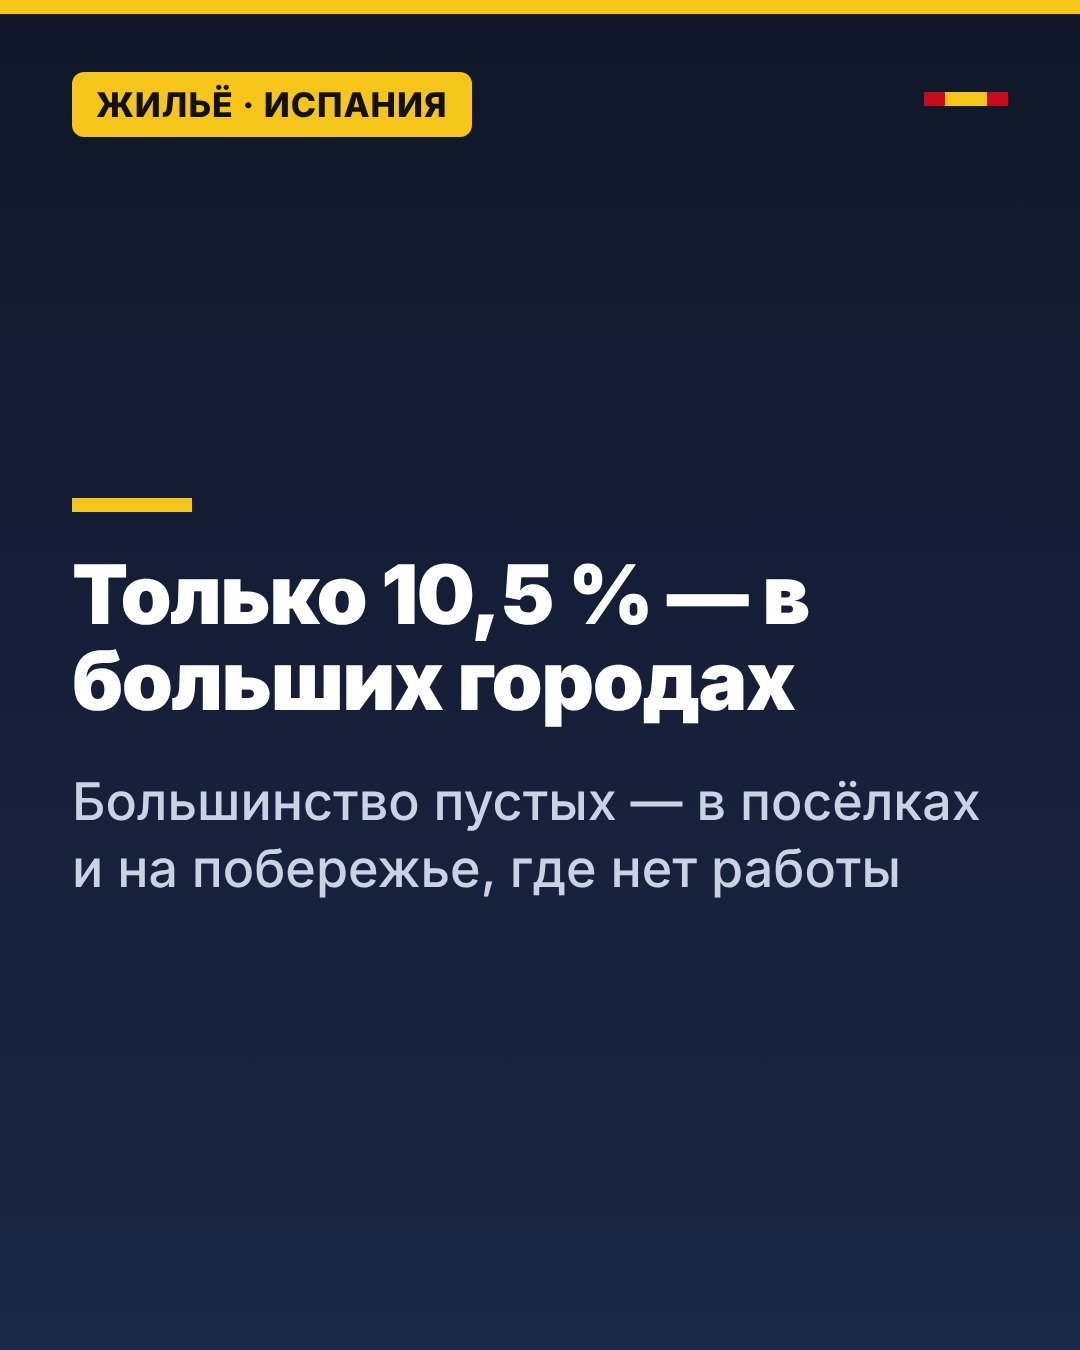 ЖИЛЬЁ · ИСПАНИЯ
Только 10,5 % — в
больших городах
Большинство пустых — в посёлках
и на побережье, где нет работы